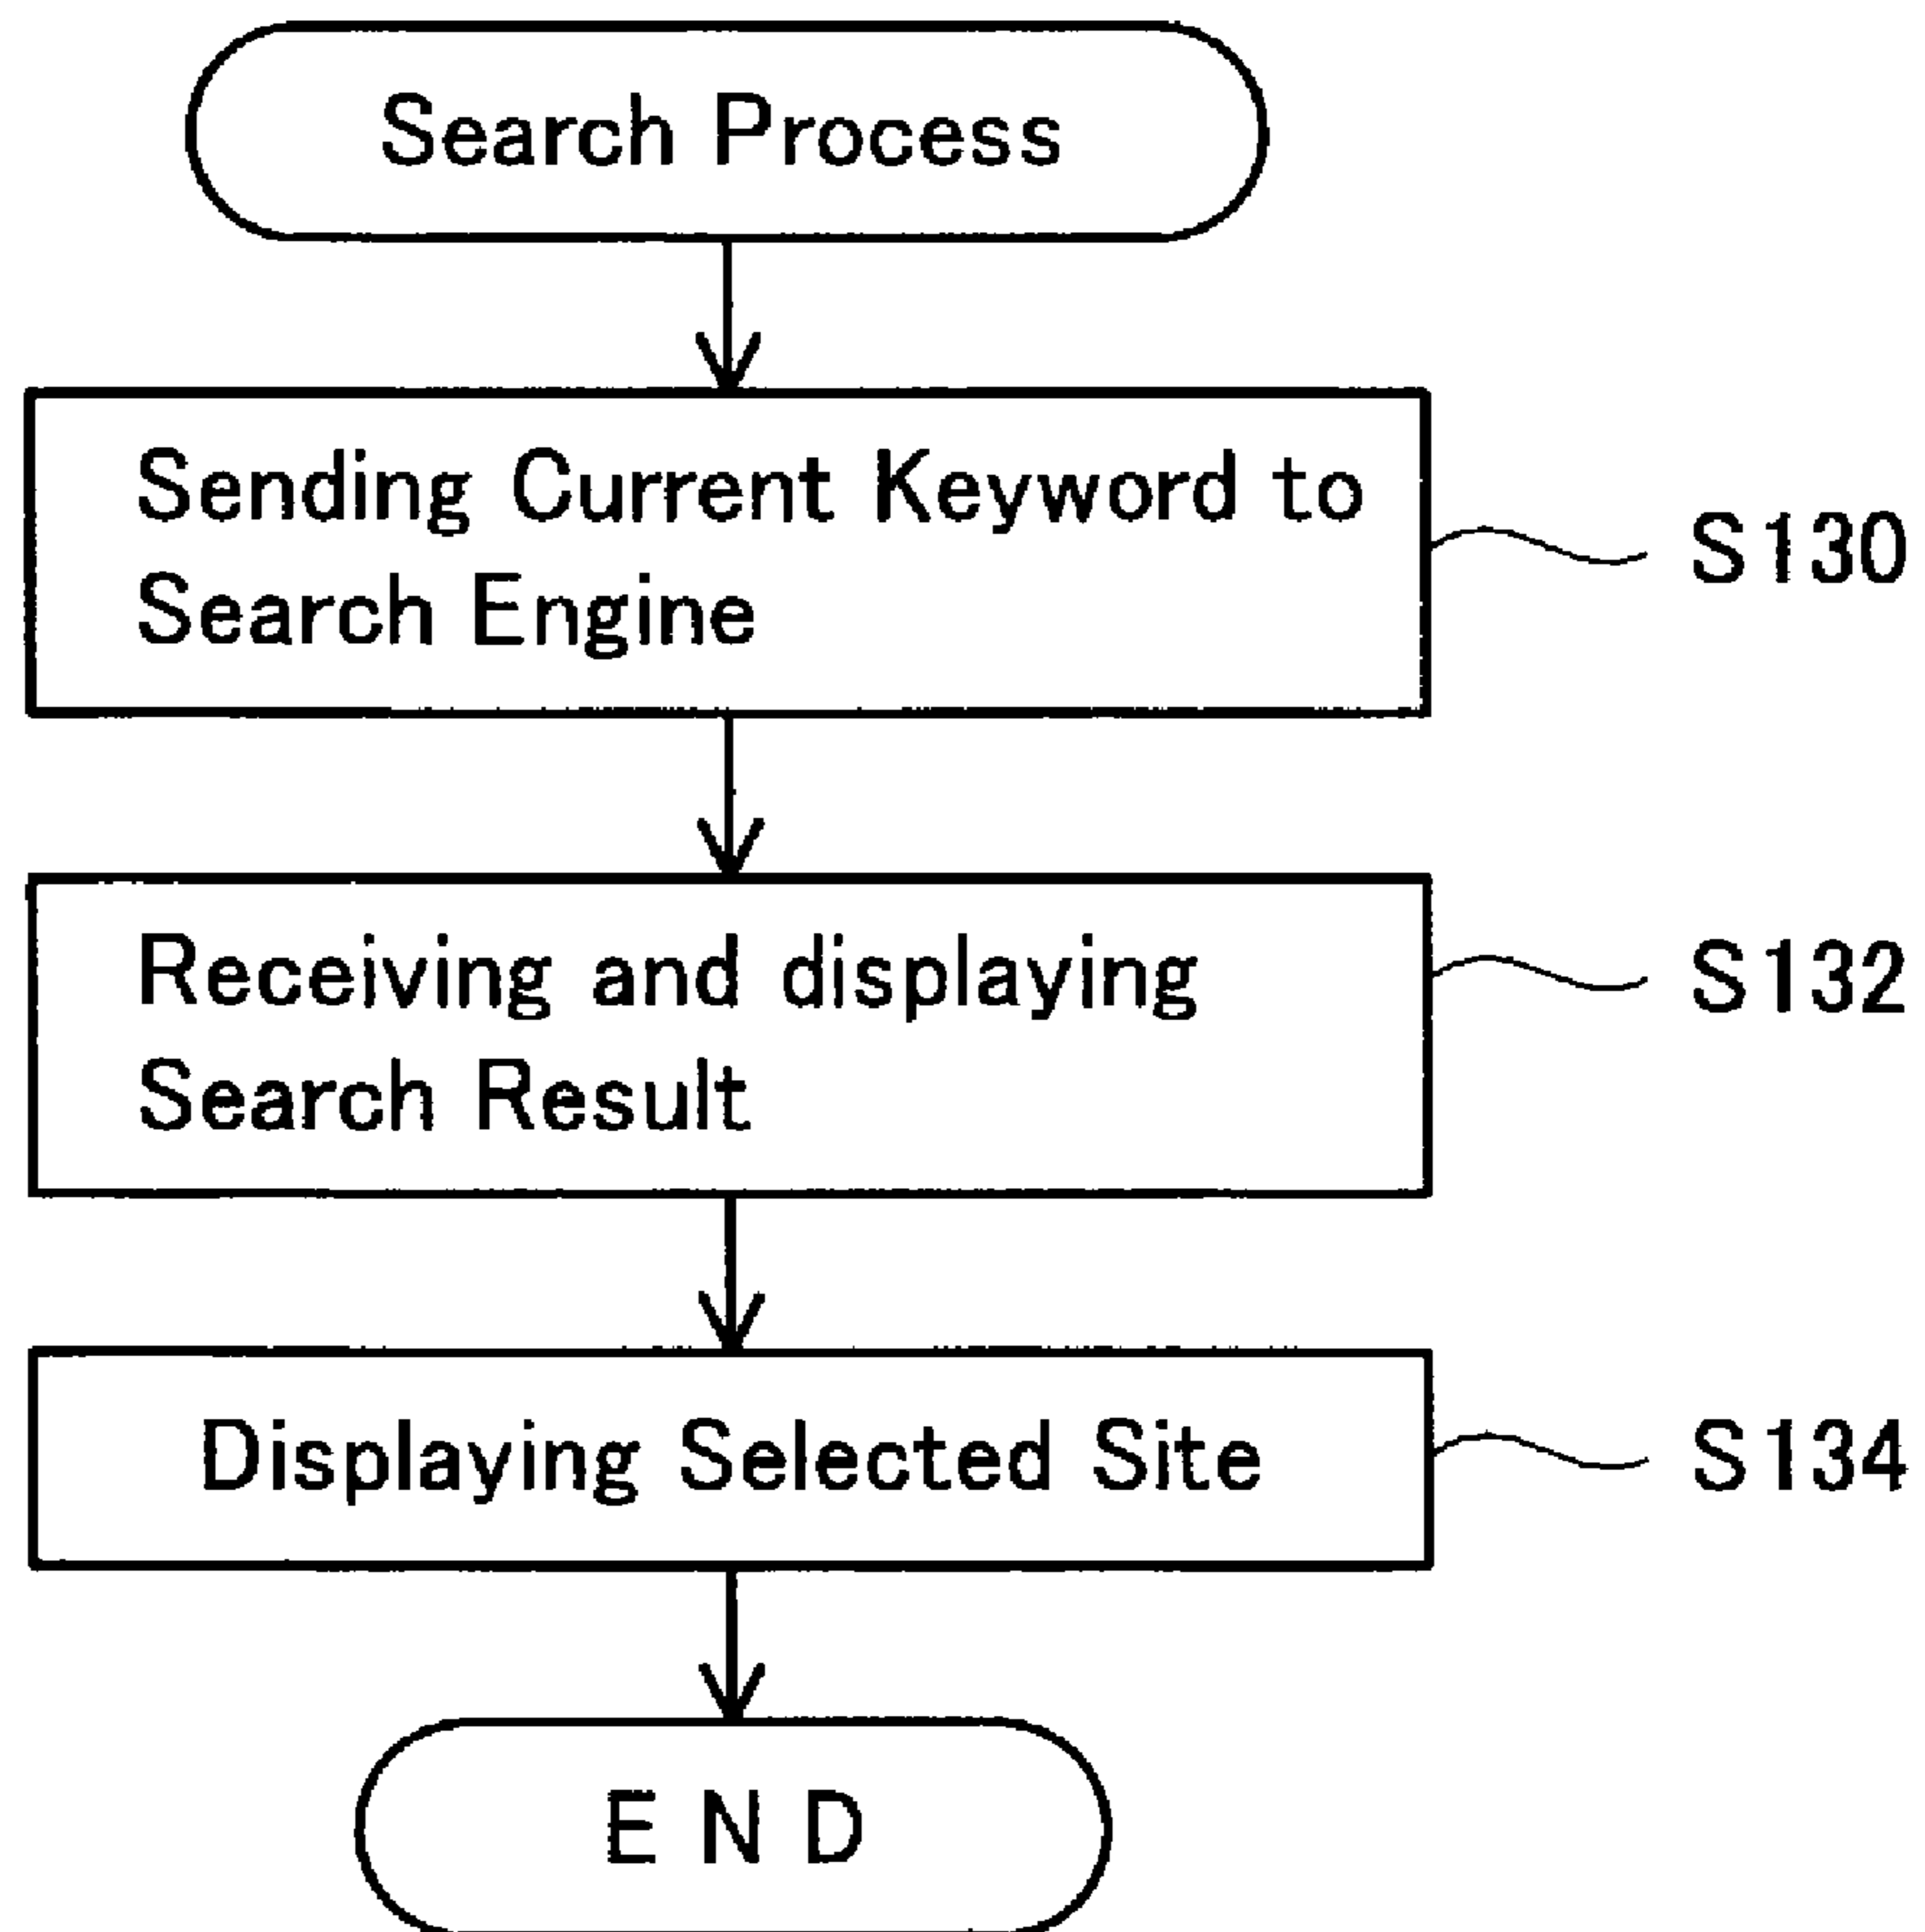 Search Process
Sending Current Keyword to
Search Engine
S130
Receiving and displaying
Search Result
S132
Displaying Selected Site
S134
END